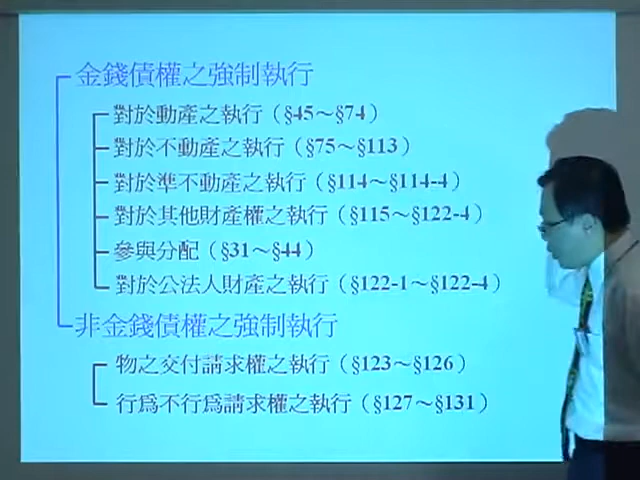 金錢債權之強制執行
對於動產之執行（§45～§74）
對於不動產之執行（§75～§113）
對於準不動產之執行（§114～§114-4）
對於其他財產權之執行（§115～§122-4）
參與分配（§31～§44）
對於公法人財產之執行（§122-1～§122-4）
非金錢債權之強制執行
物之交付請求權之執行（§123～§126）
行為不行為請求權之執行（§127～§131）